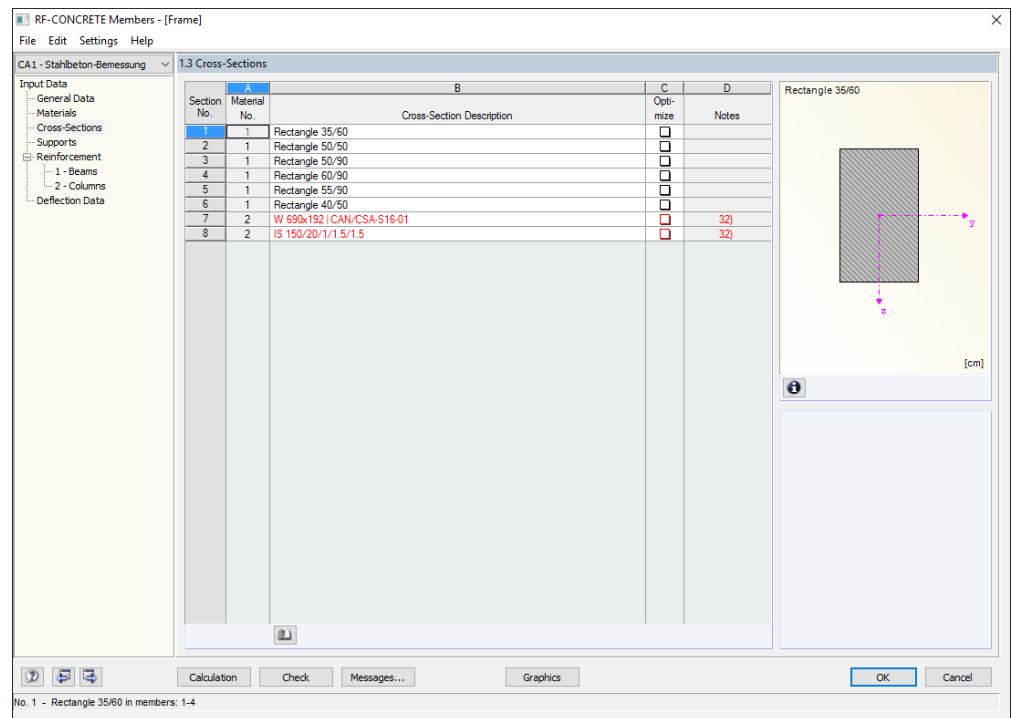 RF-CONCRETE Members - [Frame]
File Edit Settings Help
CA1 - Stahlbeton-Bemessung
1.3 Cross-Sections
Input Data
General Data
Materials
Cross-Sections
Supports
Reinforcement
1 - Beams
2 - Columns
Deflection Data
A B C D
Section Material Opti-
No. No. Cross-Section Description mize Notes
1 1 Rectangle 35/60
2 1 Rectangle 50/50
3 1 Rectangle 50/90
4 1 Rectangle 60/90
5 1 Rectangle 55/90
6 1 Rectangle 40/50
7 2 W 690x192 | CAN/CSA-S16-01 32)
8 2 IS 150/20/1/1.5/1.5 32)
Rectangle 35/60
y
z
[cm]
Calculation Check Messages... Graphics OK Cancel
No. 1 - Rectangle 35/60 in members: 1-4